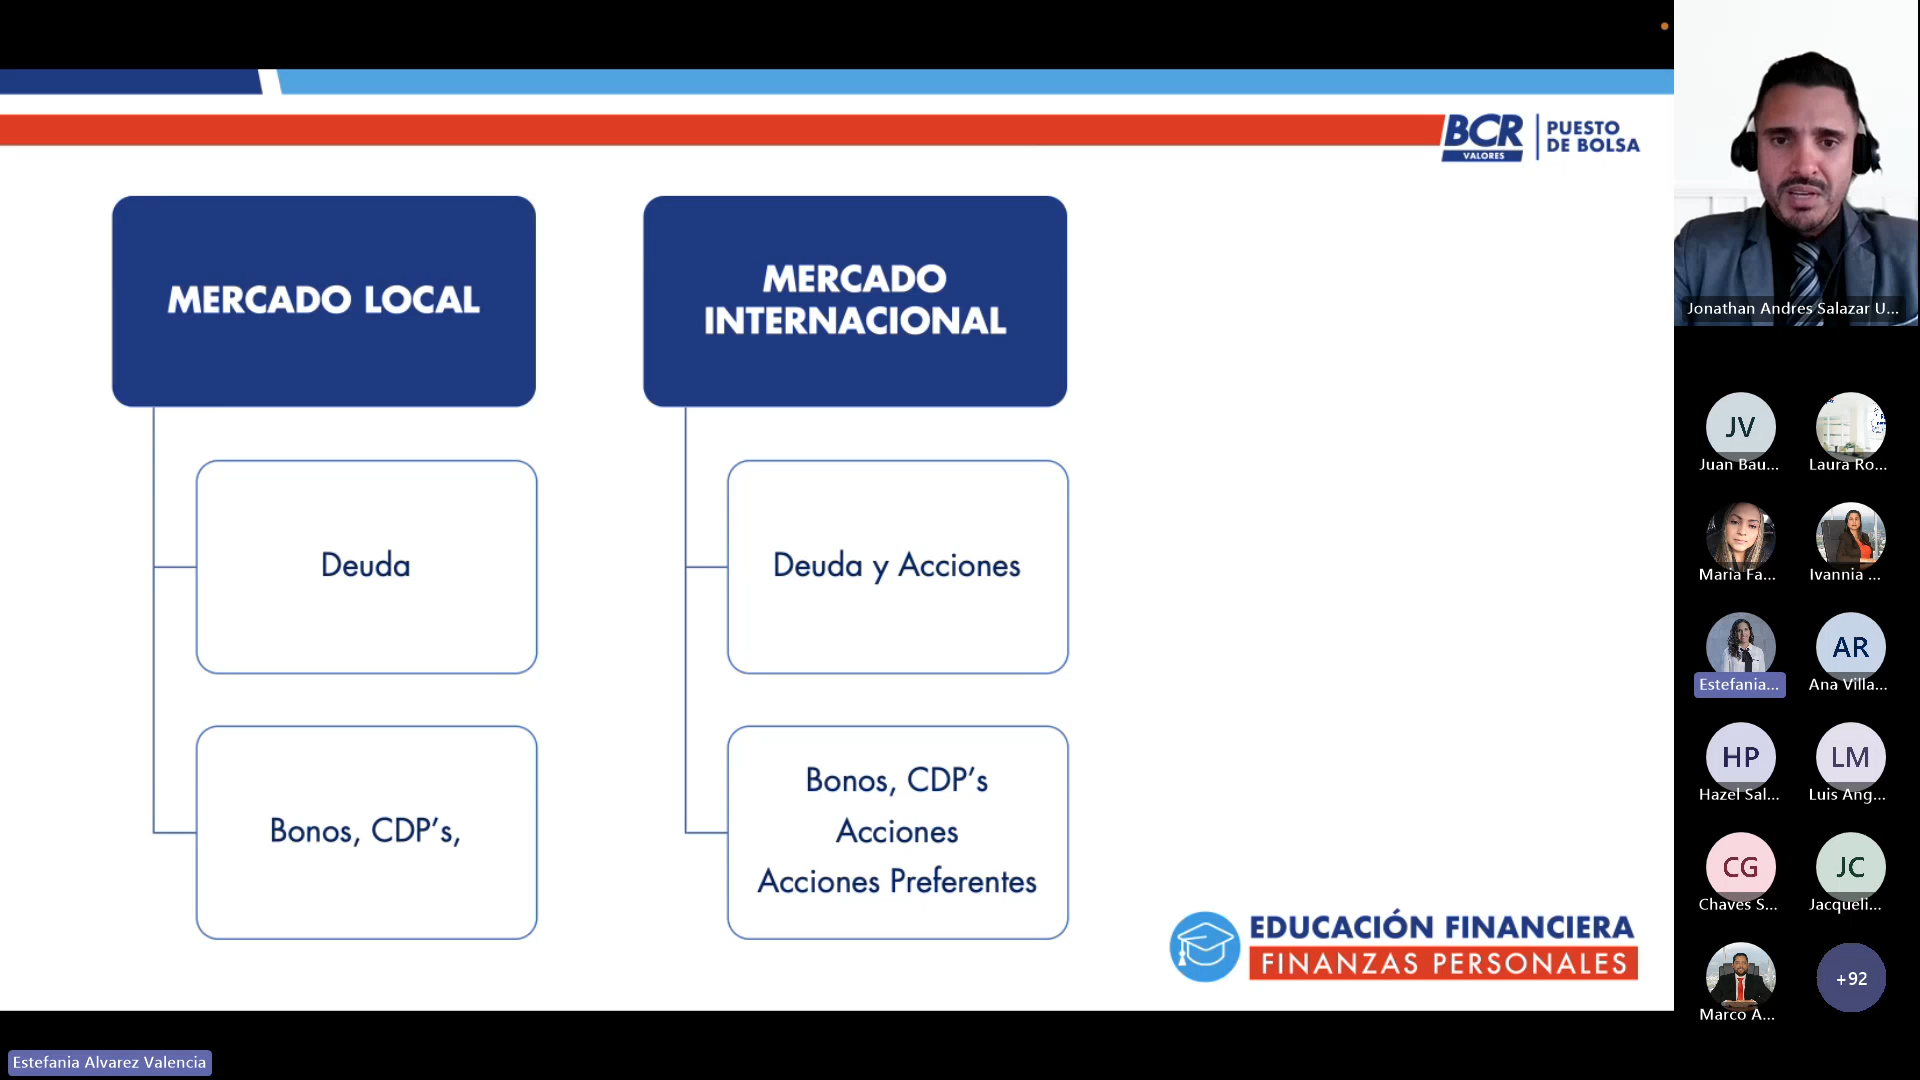 BCR
VALORES
PUESTO
DE BOLSA
MERCADO LOCAL
MERCADO
INTERNACIONAL
Deuda
Deuda y Acciones
Bonos, CDP’s,
Bonos, CDP’s
Acciones
Acciones Preferentes
EDUCACIÓN FINANCIERA
FINANZAS PERSONALES
Estefania Alvarez Valencia
Jonathan Andres Salazar U...
JV
Juan Bau...
Laura Ro...
Maria Fa...
Ivannia ...
Estefania...
AR
Ana Villa...
HP
Hazel Sal...
LM
Luis Ang...
CG
Chaves S...
JC
Jacqueli...
Marco A...
+92